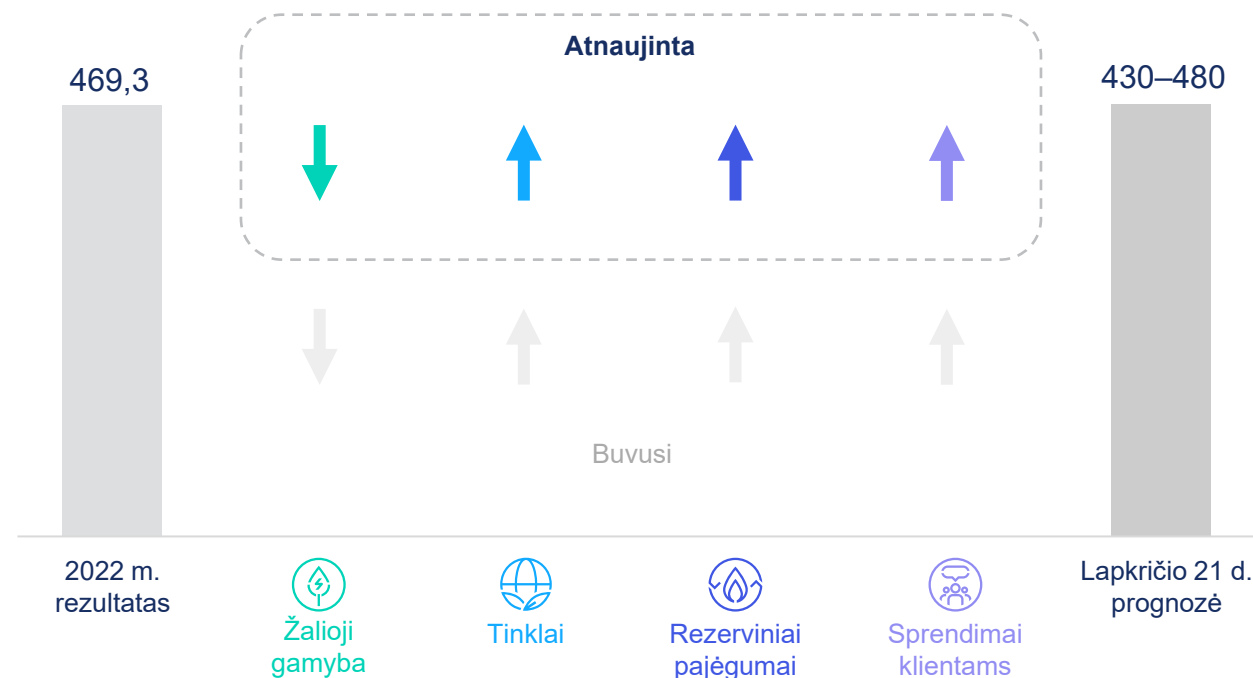 Atnaujinta
469,3
430–480
Buvusi
2022 m.
rezultatas
Žalioji
gamyba
Tinklai
Rezerviniai
pajėgumai
Sprendimai
klientams
Lapkričio 21 d.
prognozė